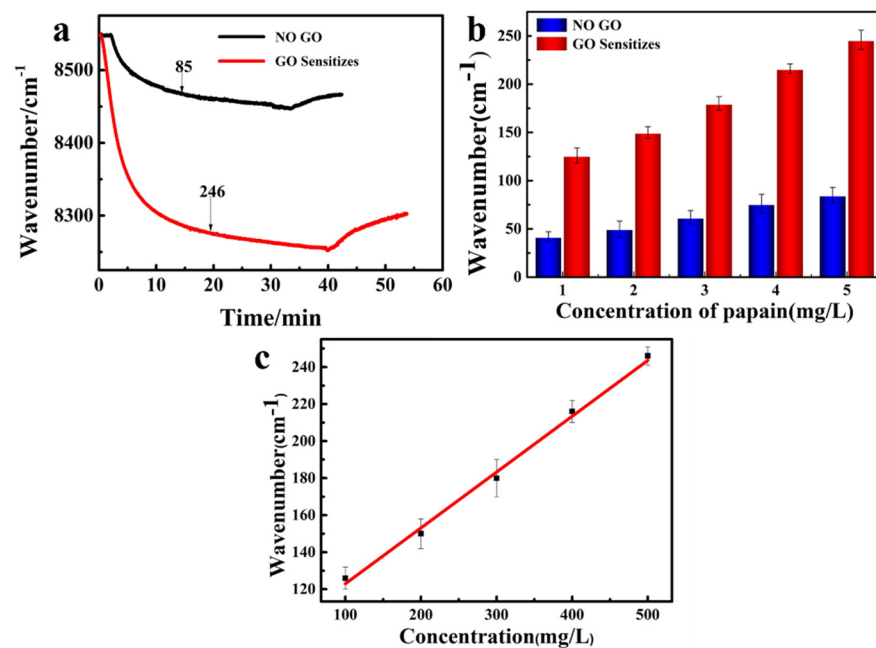 a
NO GO
GO Sensitizes
85
246
8550
8450
8400
8300
0
10
20
30
40
50
60
Wavenumber/cm⁻¹
Time/min
b
NO GO
GO Sensitizes
250
200
150
100
50
0
1
2
3
4
5
Wavenumber(cm⁻¹)
Concentration of papain(mg/L)
c
240
220
200
180
160
140
120
100
200
300
400
500
Wavenumber(cm⁻¹)
Concentration(mg/L)